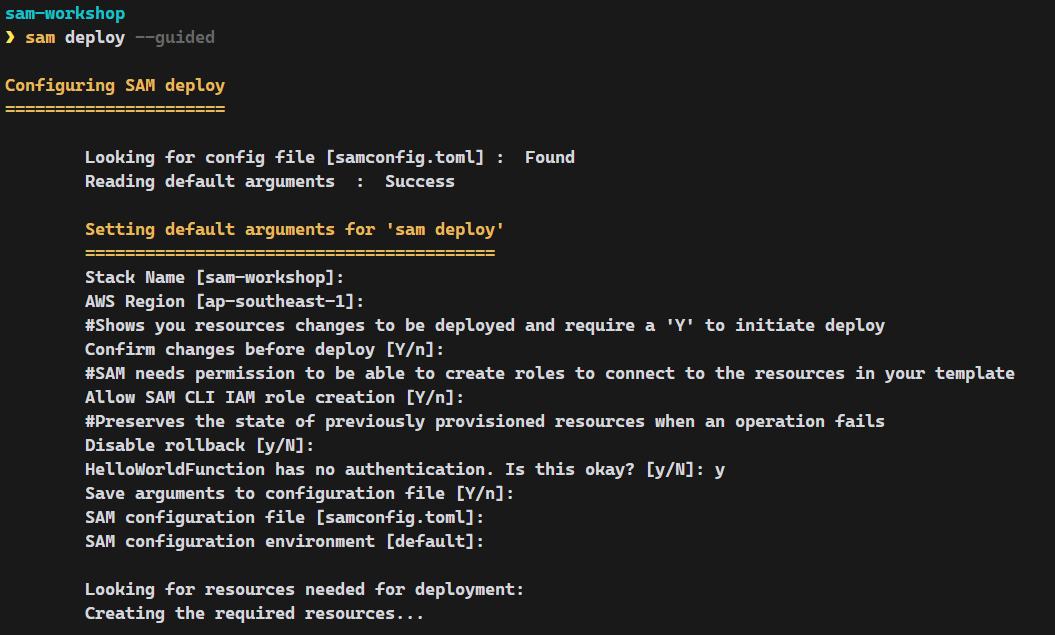 sam-workshop
❯ sam deploy --guided
Configuring SAM deploy
======================
Looking for config file [samconfig.toml] :  Found
Reading default arguments  :  Success
Setting default arguments for 'sam deploy'
=========================================
Stack Name [sam-workshop]:
AWS Region [ap-southeast-1]:
#Shows you resources changes to be deployed and require a 'Y' to initiate deploy
Confirm changes before deploy [Y/n]:
#SAM needs permission to be able to create roles to connect to the resources in your template
Allow SAM CLI IAM role creation [Y/n]:
#Preserves the state of previously provisioned resources when an operation fails
Disable rollback [y/N]:
HelloWorldFunction has no authentication. Is this okay? [y/N]: y
Save arguments to configuration file [Y/n]:
SAM configuration file [samconfig.toml]:
SAM configuration environment [default]:
Looking for resources needed for deployment:
Creating the required resources...